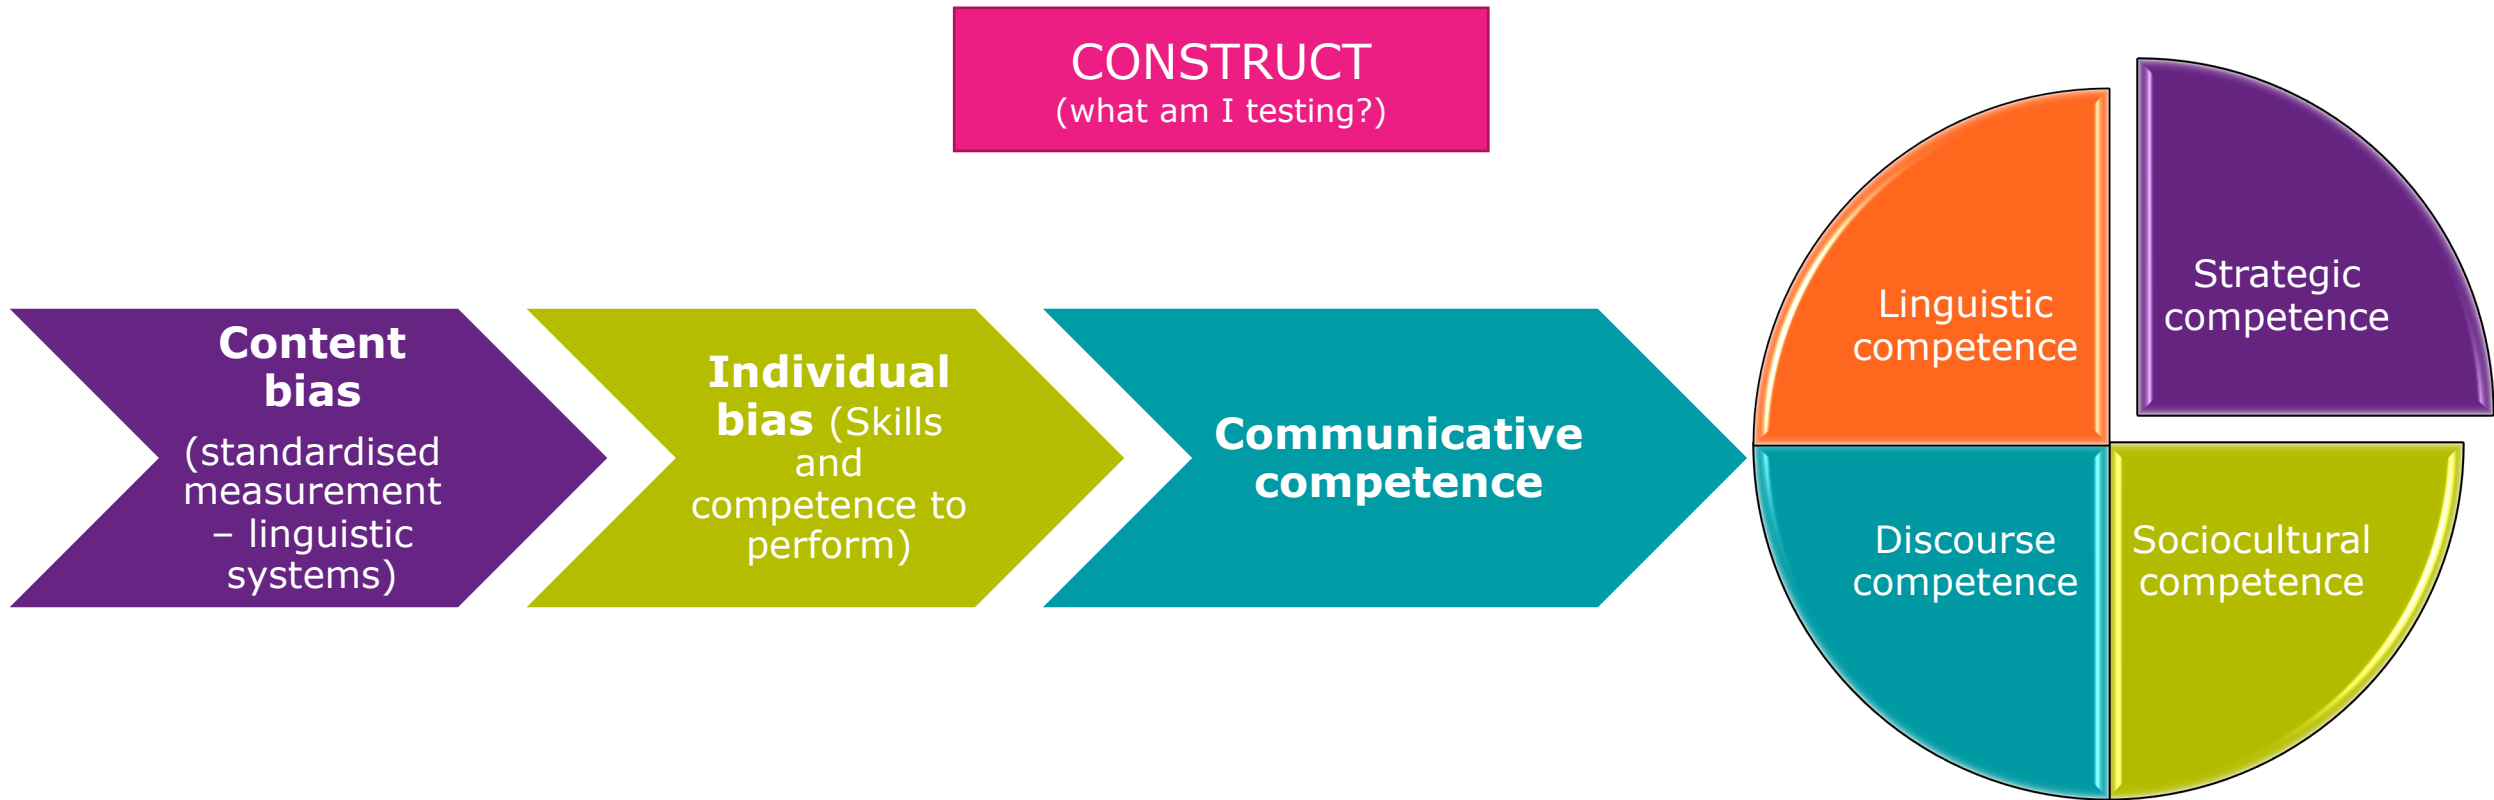 CONSTRUCT
(what am I testing?)
Content
bias
(standardised
measurement
– linguistic
systems)
Individual
bias (Skills
and
competence to
perform)
Communicative
competence
Linguistic
competence
Strategic
competence
Discourse
competence
Sociocultural
competence